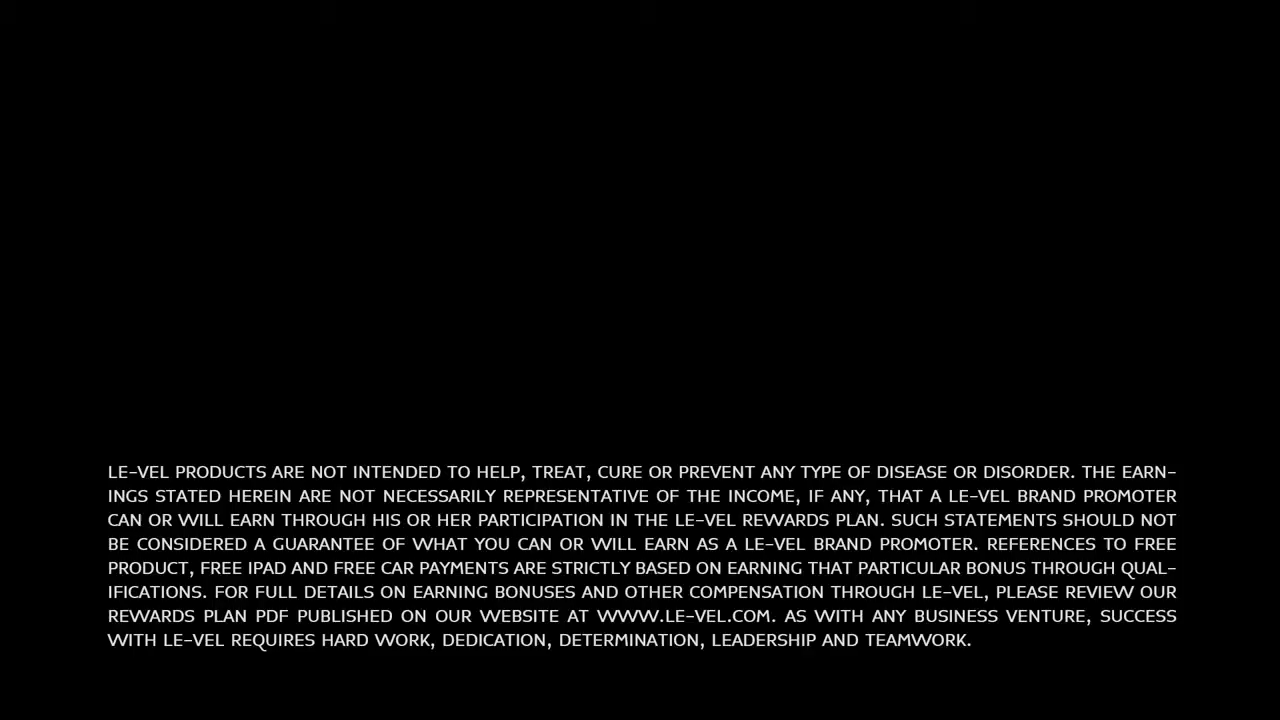 LE-VEL PRODUCTS ARE NOT INTENDED TO HELP, TREAT, CURE OR PREVENT ANY TYPE OF DISEASE OR DISORDER. THE EARN-
INGS STATED HEREIN ARE NOT NECESSARILY REPRESENTATIVE OF THE INCOME, IF ANY, THAT A LE-VEL BRAND PROMOTER
CAN OR WILL EARN THROUGH HIS OR HER PARTICIPATION IN THE LE-VEL REWARDS PLAN. SUCH STATEMENTS SHOULD NOT
BE CONSIDERED A GUARANTEE OF WHAT YOU CAN OR WILL EARN AS A LE-VEL BRAND PROMOTER. REFERENCES TO FREE
PRODUCT, FREE IPAD AND FREE CAR PAYMENTS ARE STRICTLY BASED ON EARNING THAT PARTICULAR BONUS THROUGH QUAL-
IFICATIONS. FOR FULL DETAILS ON EARNING BONUSES AND OTHER COMPENSATION THROUGH LE-VEL, PLEASE REVIEW OUR
REWARDS PLAN PDF PUBLISHED ON OUR WEBSITE AT WWW.LE-VEL.COM. AS WITH ANY BUSINESS VENTURE, SUCCESS
WITH LE-VEL REQUIRES HARD WORK, DEDICATION, DETERMINATION, LEADERSHIP AND TEAMWORK.